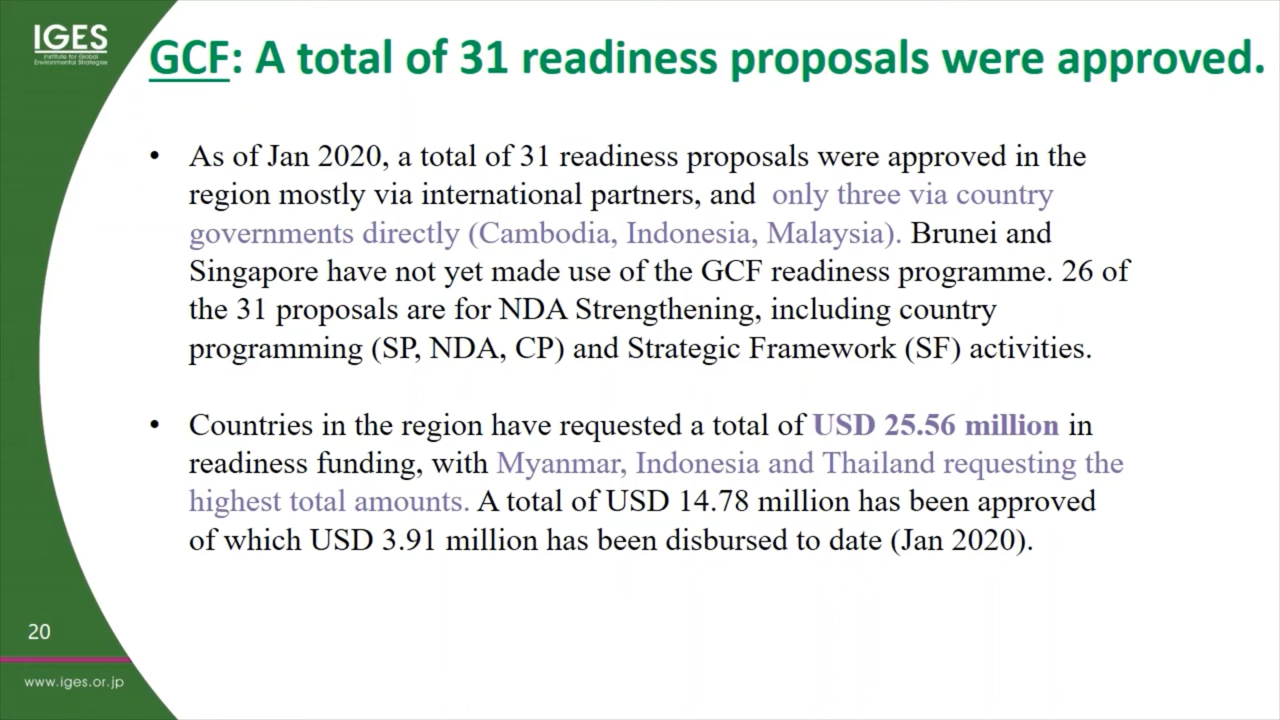 IGES
Institute for Global
Environmental Strategies
GCF: A total of 31 readiness proposals were approved.
• As of Jan 2020, a total of 31 readiness proposals were approved in the
region mostly via international partners, and only three via country
governments directly (Cambodia, Indonesia, Malaysia). Brunei and
Singapore have not yet made use of the GCF readiness programme. 26 of
the 31 proposals are for NDA Strengthening, including country
programming (SP, NDA, CP) and Strategic Framework (SF) activities.
• Countries in the region have requested a total of USD 25.56 million in
readiness funding, with Myanmar, Indonesia and Thailand requesting the
highest total amounts. A total of USD 14.78 million has been approved
of which USD 3.91 million has been disbursed to date (Jan 2020).
20
www.iges.or.jp